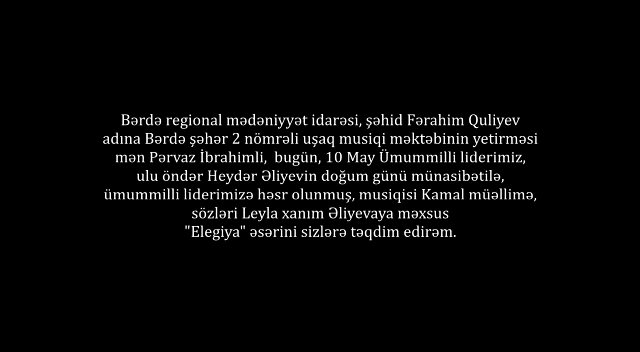 Bərdə regional mədəniyyət idarəsi, şəhid Fərahim Quliyev
adına Bərdə şəhər 2 nömrəli uşaq musiqi məktəbinin yetirməsi
mən Pərvaz İbrahimli, bugün, 10 May Ümummilli liderimiz,
ulu öndər Heydər Əliyevin doğum günü münasibətilə,
ümummilli liderimizə həsr olunmuş, musiqisi Kamal müəllimə,
sözləri Leyla xanım Əliyevaya məxsus
"Elegiya" əsərini sizlərə təqdim edirəm.